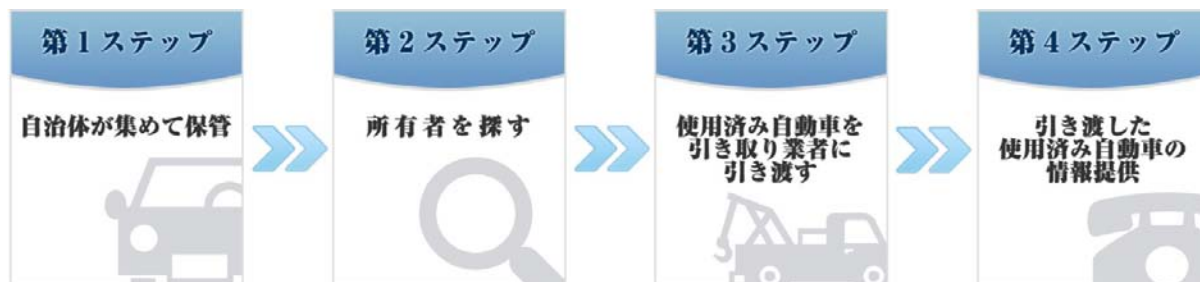 第1ステップ
自治体が集めて保管
第2ステップ
所有者を探す
第3ステップ
使用済み自動車を
引き取り業者に
引き渡す
第4ステップ
引き渡した
使用済み自動車の
情報提供